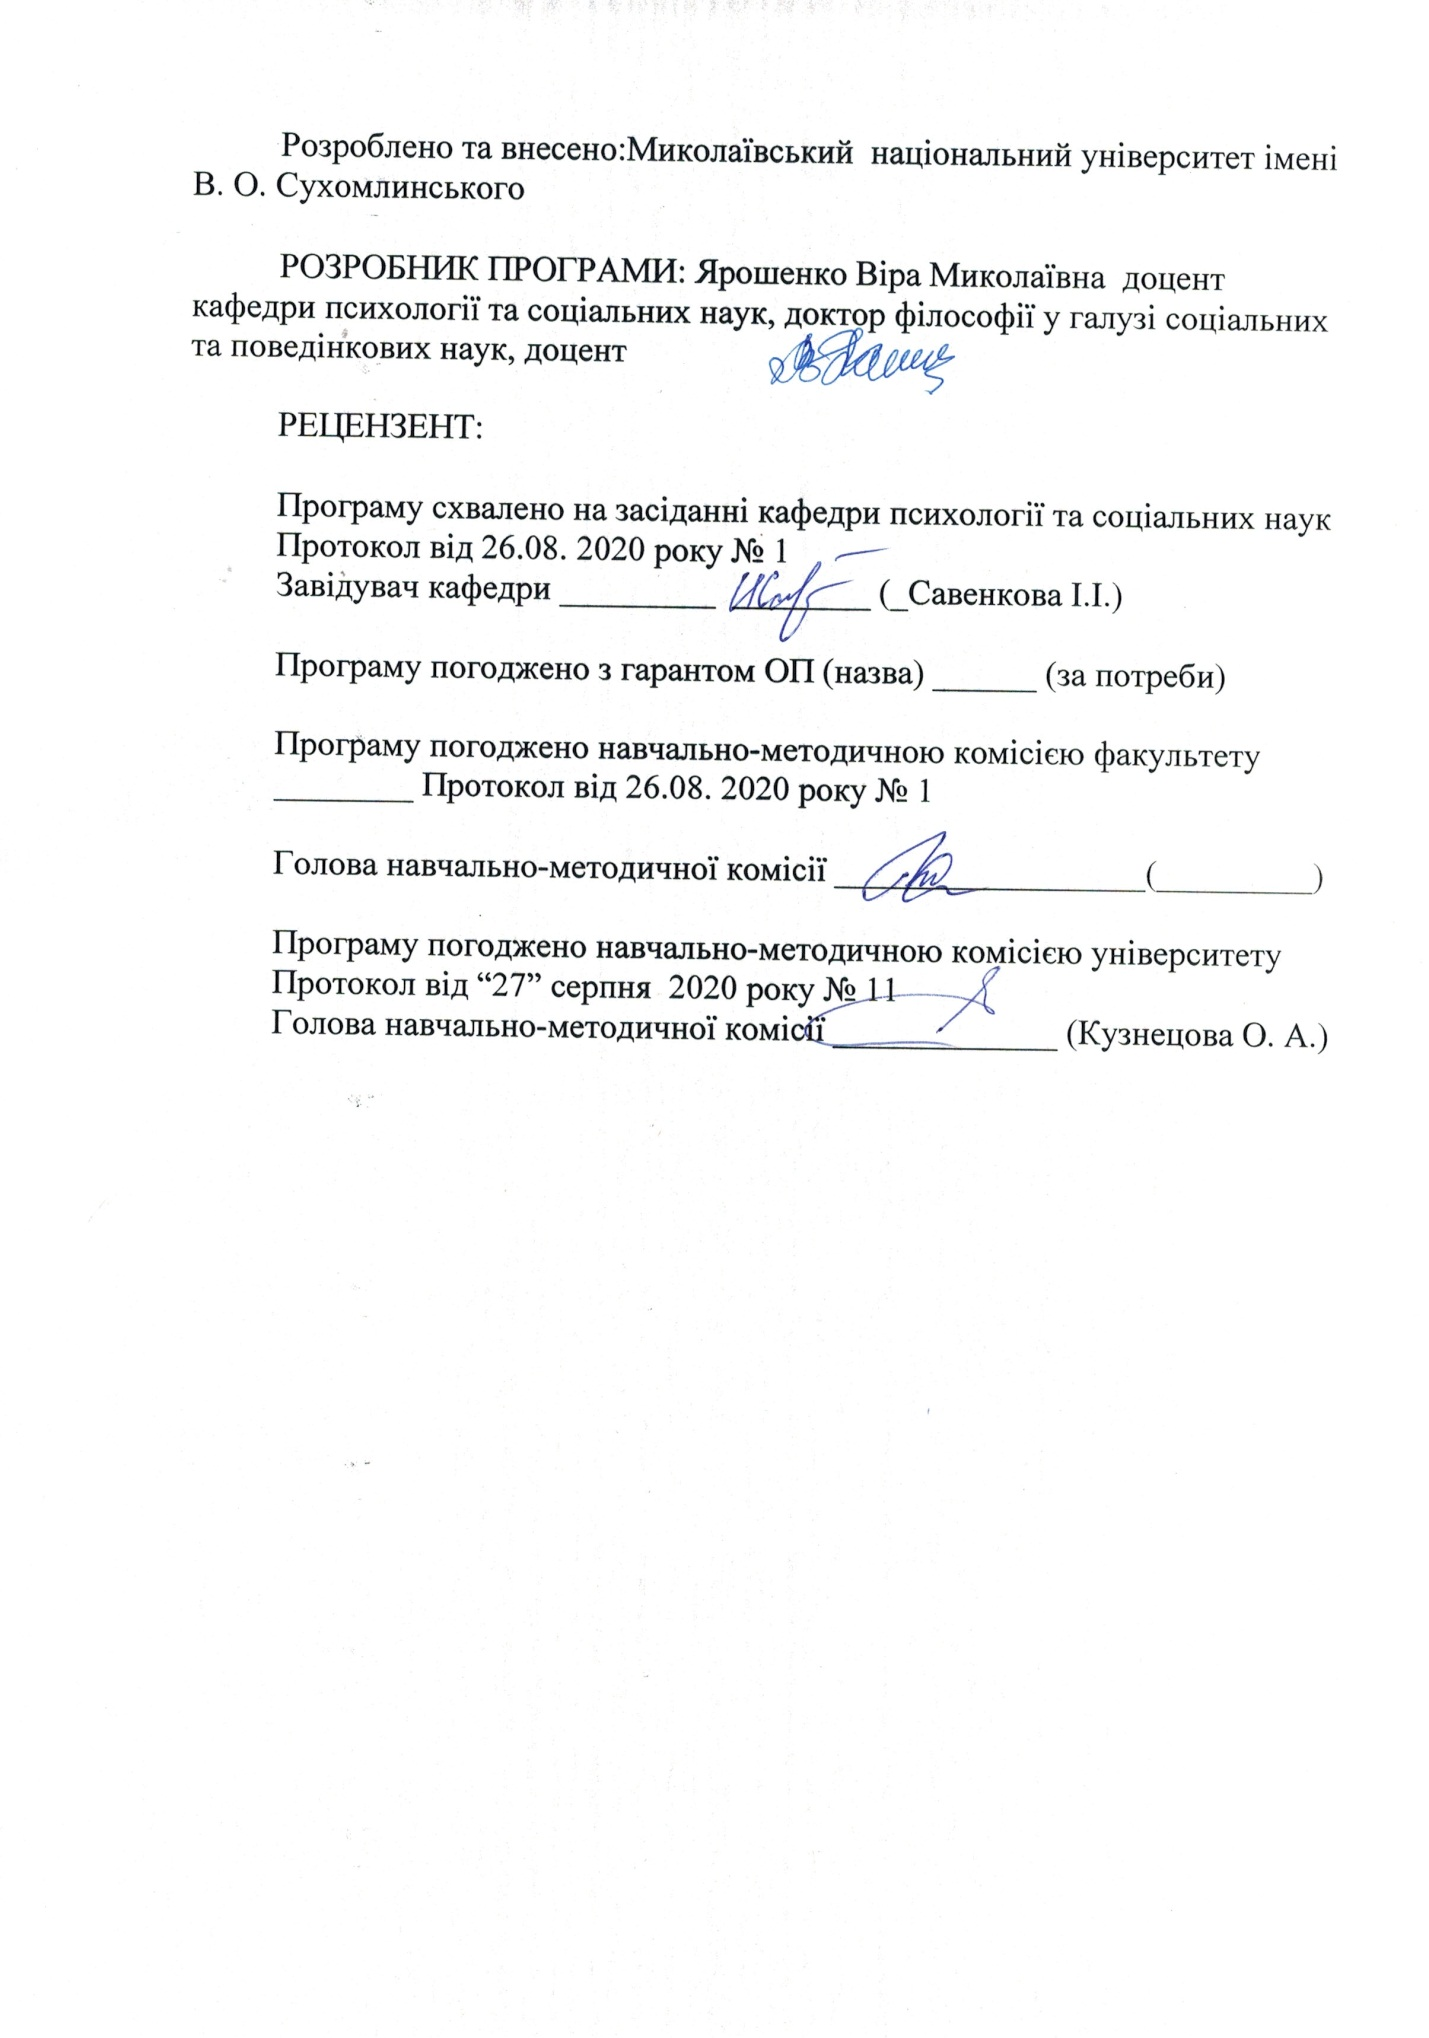 Розроблено та внесено:Миколаївський національний університет імені
В. О. Сухомлинського
РОЗРОБНИК ПРОГРАМИ: Ярошенко Віра Миколаївна доцент
кафедри психології та соціальних наук, доктор філософії у галузі соціальних
та поведінкових наук, доцент
РЕЦЕНЗЕНТ:
Програму схвалено на засіданні кафедри психології та соціальних наук
Протокол від 26.08. 2020 року № 1
Завідувач кафедри _________ ________ (_Савенкова І.І.)
Програму погоджено з гарантом ОП (назва) ______ (за потреби)
Програму погоджено навчально-методичною комісією факультету
________ Протокол від 26.08. 2020 року № 1
Голова навчально-методичної комісії __________________(_________)
Програму погоджено навчально-методичною комісією університету
Протокол від “27” серпня 2020 року № 11
Голова навчально-методичної комісії _____________ (Кузнецова О. А.)